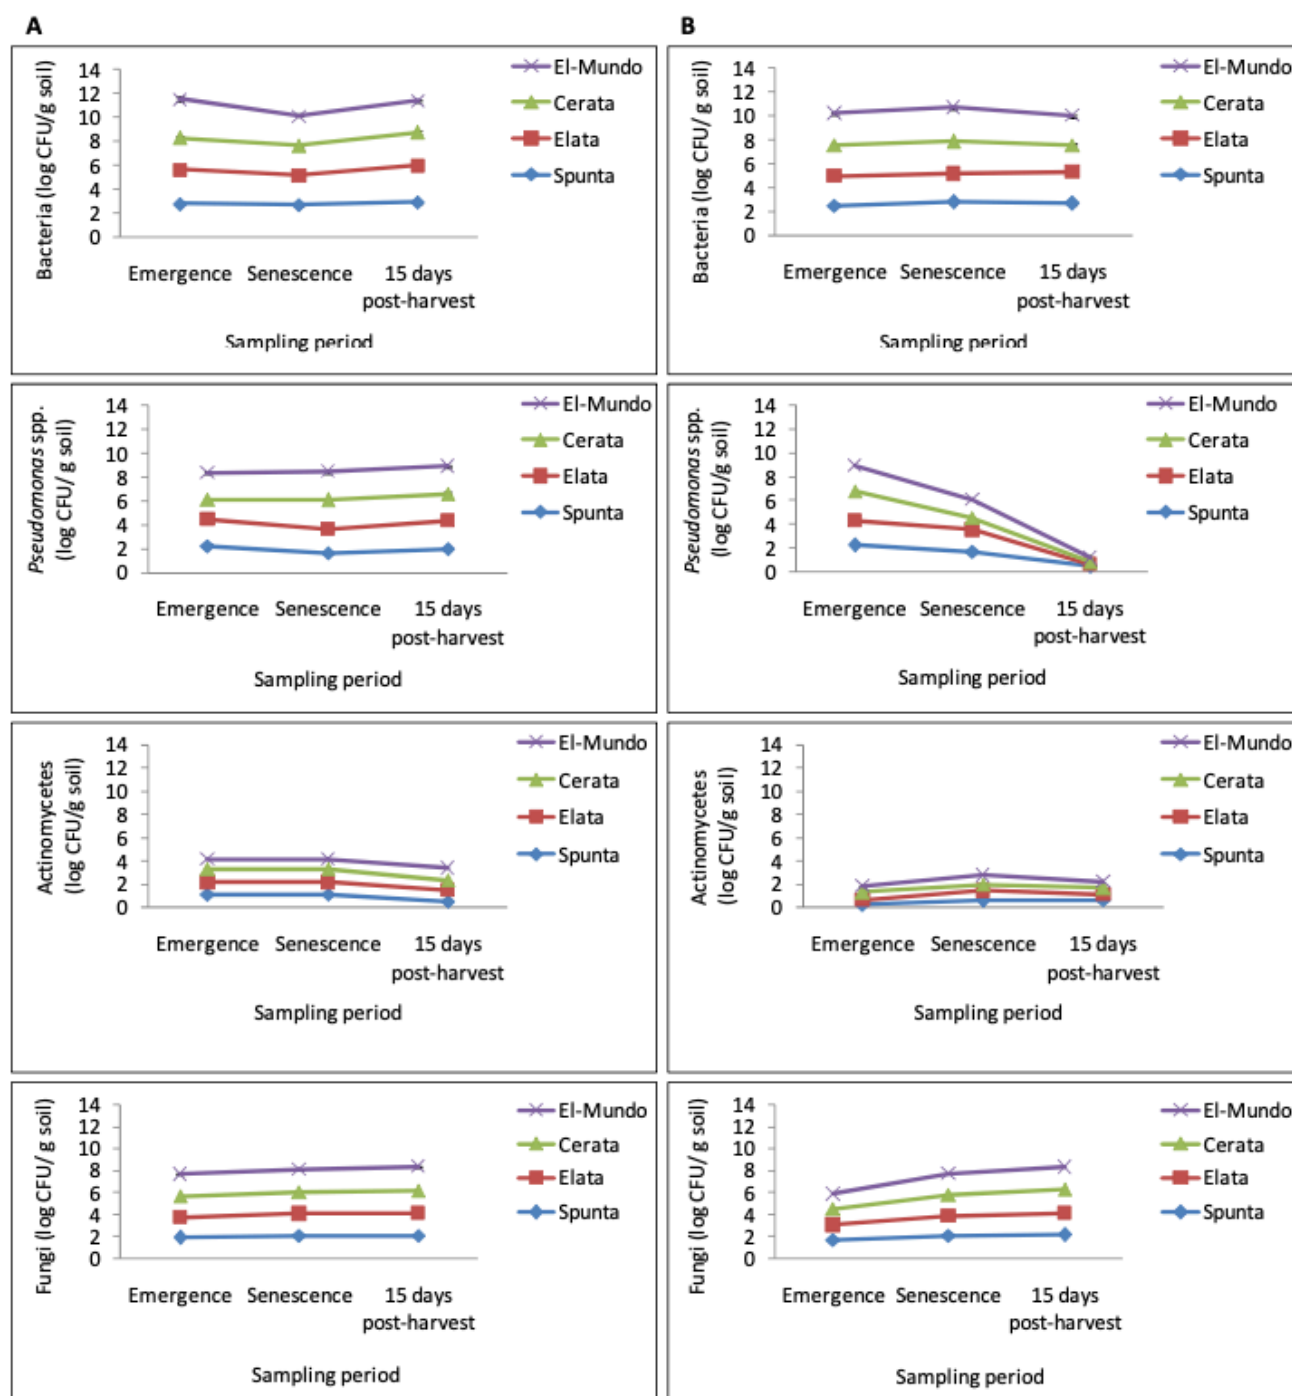 A
Bacteria (log CFU/g soil)
14
12
10
8
6
4
2
0
Emergence
Senescence
15 days
post-harvest
Sampling period
El-Mundo
Cerata
Elata
Spunta
B
Bacteria (log CFU/g soil)
14
12
10
8
6
4
2
0
Emergence
Senescence
15 days
post-harvest
Sampling period
El-Mundo
Cerata
Elata
Spunta
Pseudomonas spp.
(log CFU/ g soil)
14
12
10
8
6
4
2
0
Emergence
Senescence
15 days
post-harvest
Sampling period
El-Mundo
Cerata
Elata
Spunta
Pseudomonas spp.
(log CFU/g soil)
14
12
10
8
6
4
2
0
Emergence
Senescence
15 days
post-harvest
Sampling period
El-Mundo
Cerata
Elata
Spunta
Actinomycetes
(log CFU/g soil)
14
12
10
8
6
4
2
0
Emergence
Senescence
15 days
post-harvest
Sampling period
El-Mundo
Cerata
Elata
Spunta
Actinomycetes
(log CFU/g soil)
14
12
10
8
6
4
2
0
Emergence
Senescence
15 days
post-harvest
Sampling period
El-Mundo
Cerata
Elata
Spunta
Fungi (log CFU/ g soil)
14
12
10
8
6
4
2
0
Emergence
Senescence
15 days
post-harvest
Sampling period
El-Mundo
Cerata
Elata
Spunta
Fungi (log CFU/ g soil)
14
12
10
8
6
4
2
0
Emergence
Senescence
15 days
post-harvest
Sampling period
El-Mundo
Cerata
Elata
Spunta